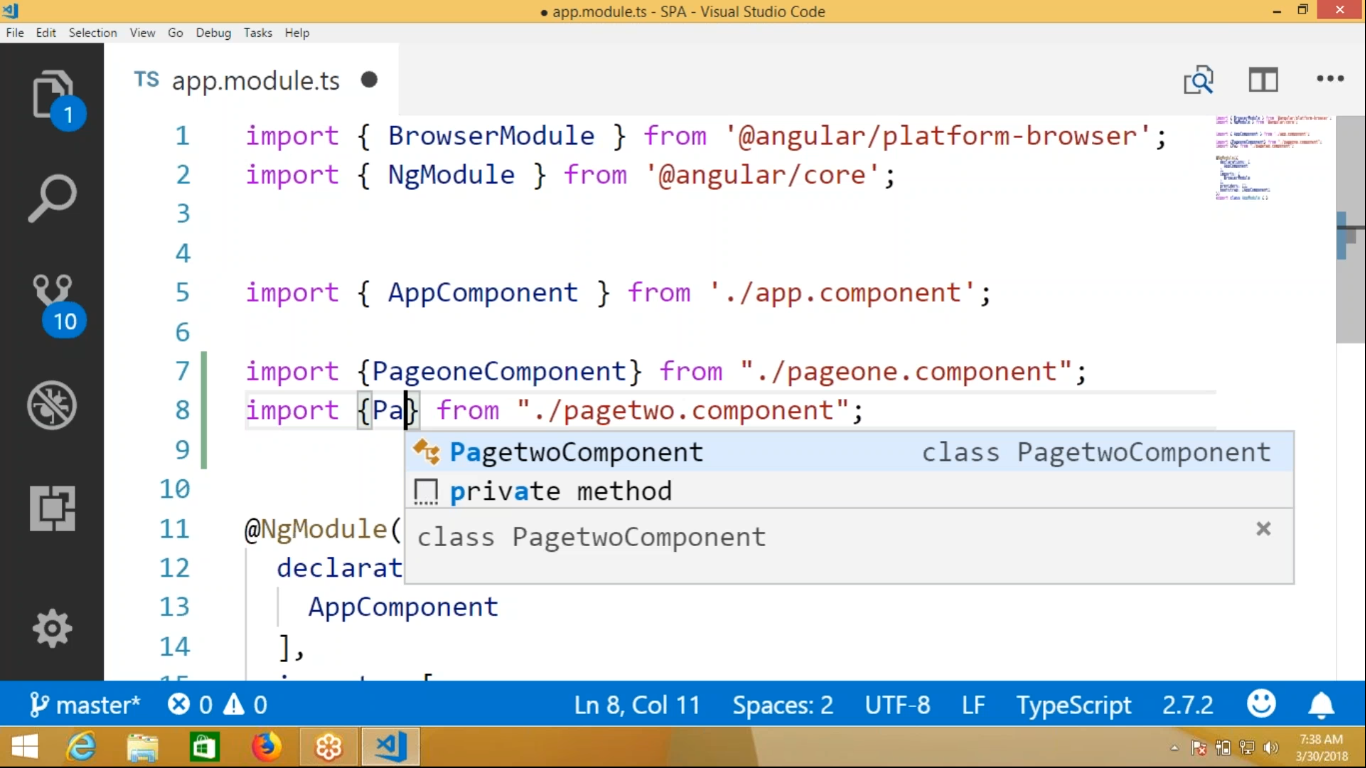 ● app.module.ts - SPA - Visual Studio Code
File Edit Selection View Go Debug Tasks Help
TS app.module.ts ●
1
10
1 import { BrowserModule } from '@angular/platform-browser';
2 import { NgModule } from '@angular/core';
3
4
5 import { AppComponent } from './app.component';
6
7 import {PageoneComponent} from "./pageone.component";
8 import {Pa} from "./pagetwo.component";
9
PagetwoComponent class PagetwoComponent
private method
class PagetwoComponent
10
11 @NgModule(
12 declarat
13 AppComponent
14 ],
master* 0 0 Ln 8, Col 11 Spaces: 2 UTF-8 LF TypeScript 2.7.2
7:38 AM
3/30/2018